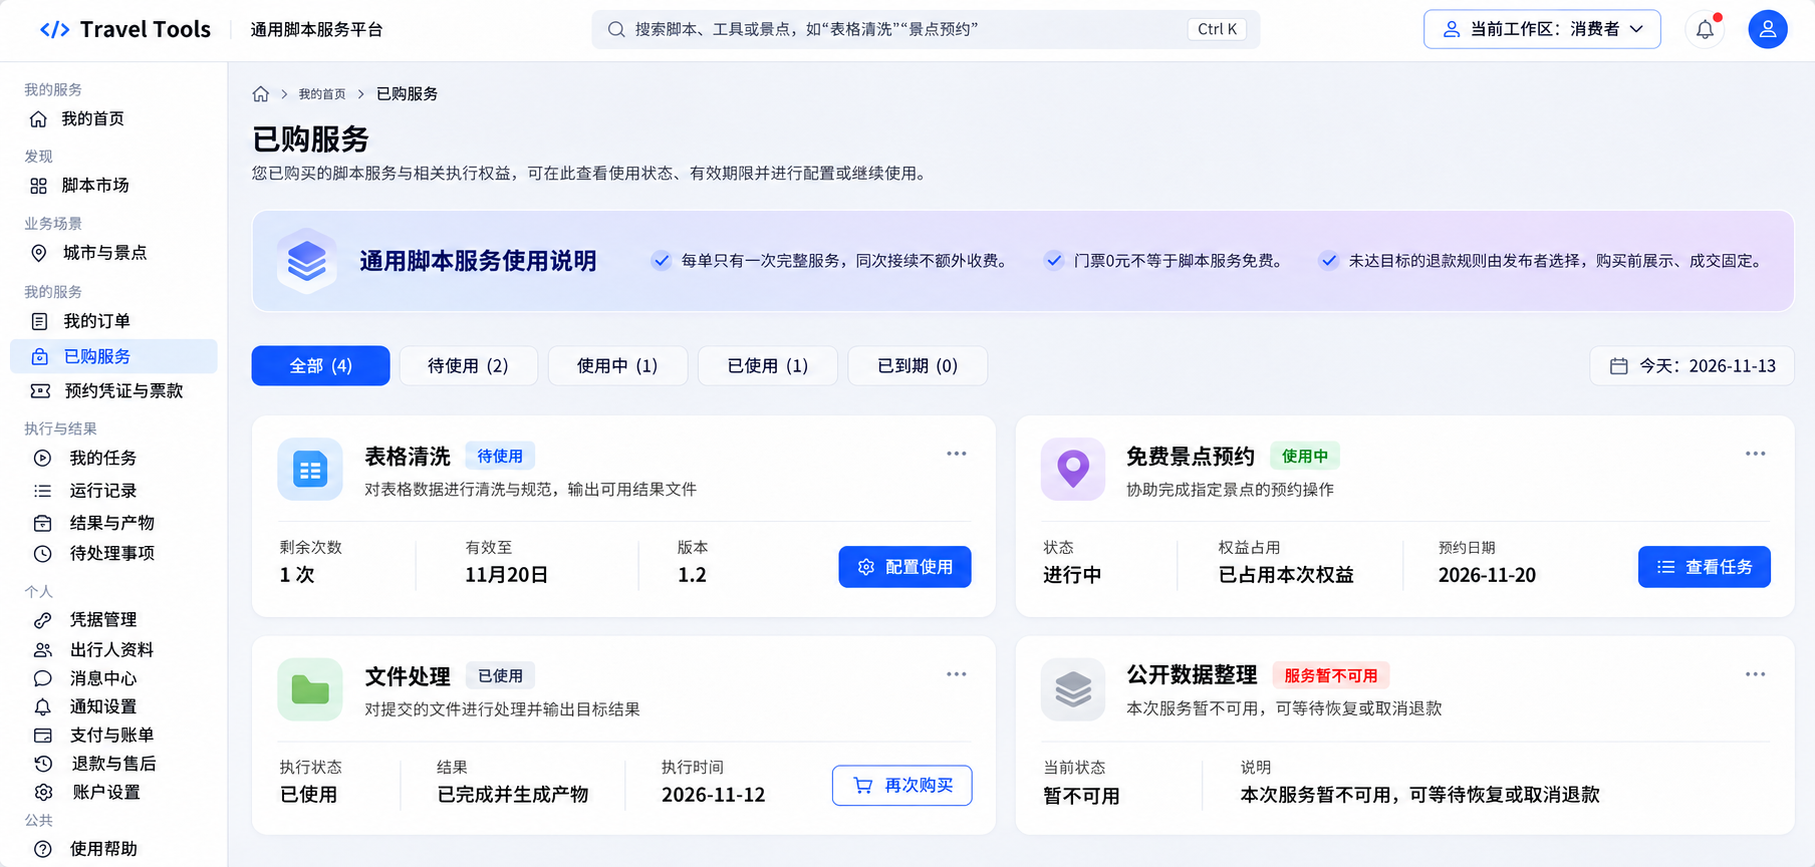 </> Travel Tools
通用脚本服务平台
搜索脚本、工具或景点，如“表格清洗”“景点预约”
Ctrl K
当前工作区：消费者
我的服务
我的首页
发现
脚本市场
业务场景
城市与景点
我的服务
我的订单
已购服务
预约凭证与票款
执行与结果
我的任务
运行记录
结果与产物
待处理事项
个人
凭据管理
出行人资料
消息中心
通知设置
支付与账单
退款与售后
账户设置
公共
使用帮助
我的首页 > 已购服务
已购服务
您已购买的脚本服务与相关执行权益，可在此查看使用状态、有效期限并进行配置或继续使用。
通用脚本服务使用说明
每单只有一次完整服务，同次接续不额外收费。
门票0元不等于脚本服务免费。
未达目标的退款规则由发布者选择，购买前展示、成交固定。
全部 (4)
待使用 (2)
使用中 (1)
已使用 (1)
已到期 (0)
今天：2026-11-13
表格清洗
待使用
对表格数据进行清洗与规范，输出可用结果文件
剩余次数
1 次
有效至
11月20日
版本
1.2
配置使用
免费景点预约
使用中
协助完成指定景点的预约操作
状态
进行中
权益占用
已占用本次权益
预约日期
2026-11-20
查看任务
文件处理
已使用
对提交的文件进行处理并输出目标结果
执行状态
已使用
结果
已完成并生成产物
执行时间
2026-11-12
再次购买
公开数据整理
服务暂不可用
本次服务暂不可用，可等待恢复或取消退款
当前状态
暂不可用
说明
本次服务暂不可用，可等待恢复或取消退款